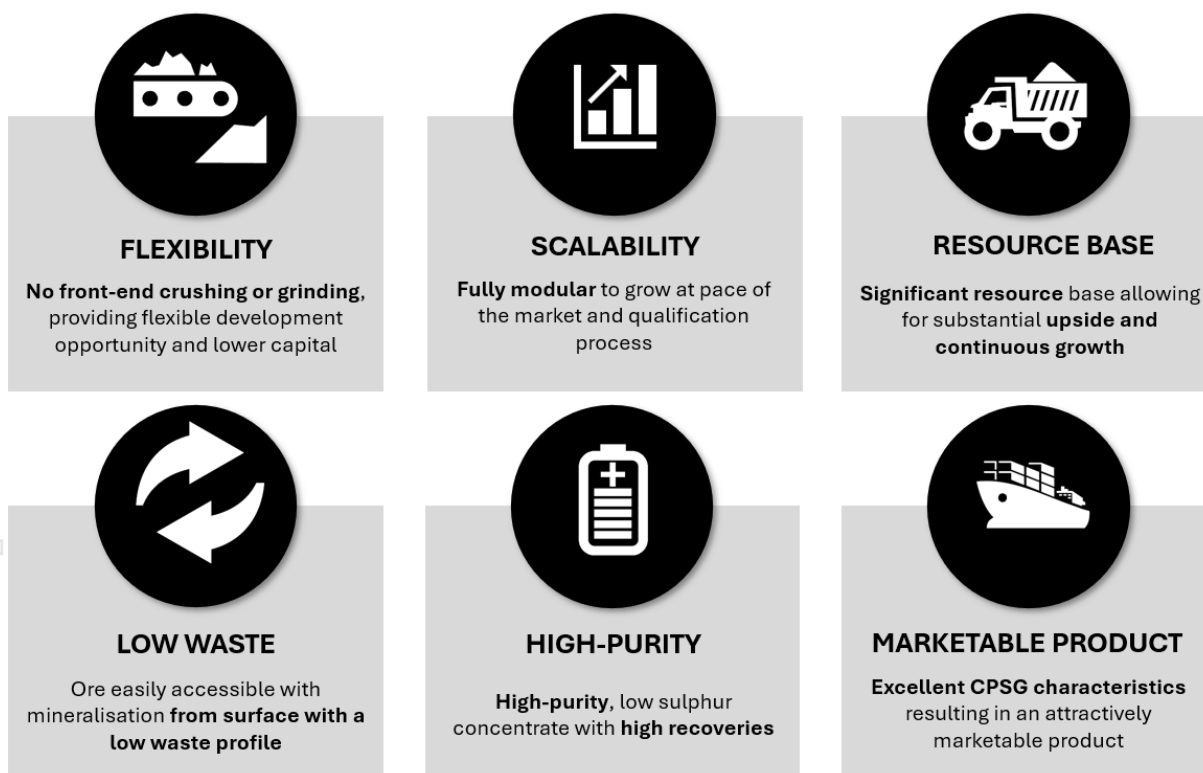 FLEXIBILITY
No front-end crushing or grinding,
providing flexible development
opportunity and lower capital
SCALABILITY
Fully modular to grow at pace of
the market and qualification
process
RESOURCE BASE
Significant resource base allowing
for substantial upside and
continuous growth
LOW WASTE
Ore easily accessible with
mineralisation from surface with a
low waste profile
HIGH-PURITY
High-purity, low sulphur
concentrate with high recoveries
MARKETABLE PRODUCT
Excellent CPSG characteristics
resulting in an attractively
marketable product